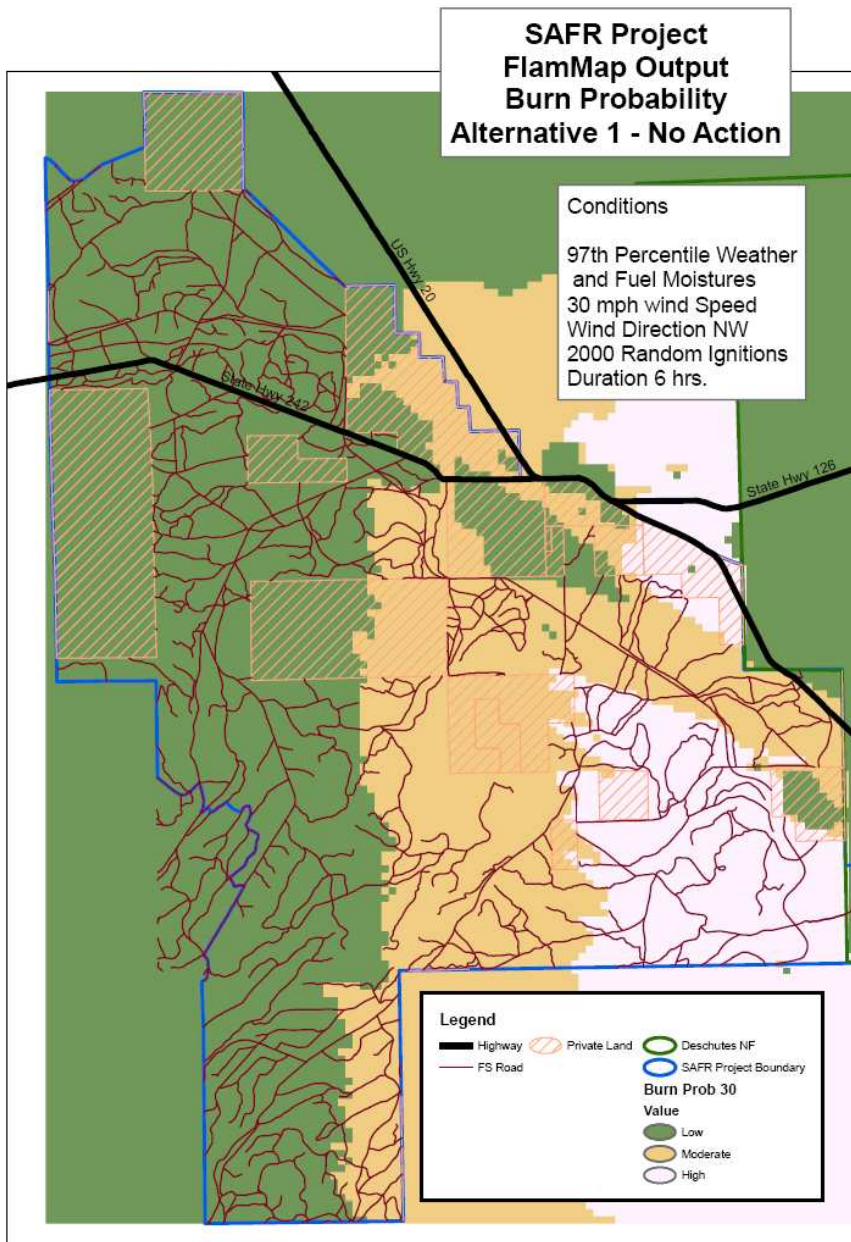 SAFR Project
FlamMap Output
Burn Probability
Alternative 1 - No Action
Conditions
97th Percentile Weather
and Fuel Moistures
30 mph wind Speed
Wind Direction NW
2000 Random Ignitions
Duration 6 hrs.
US Hwy 20
State Hwy 242
State Hwy 126
Legend
Highway
Private Land
Deschutes NF
FS Road
SAFR Project Boundary
Burn Prob 30
Value
Low
Moderate
High